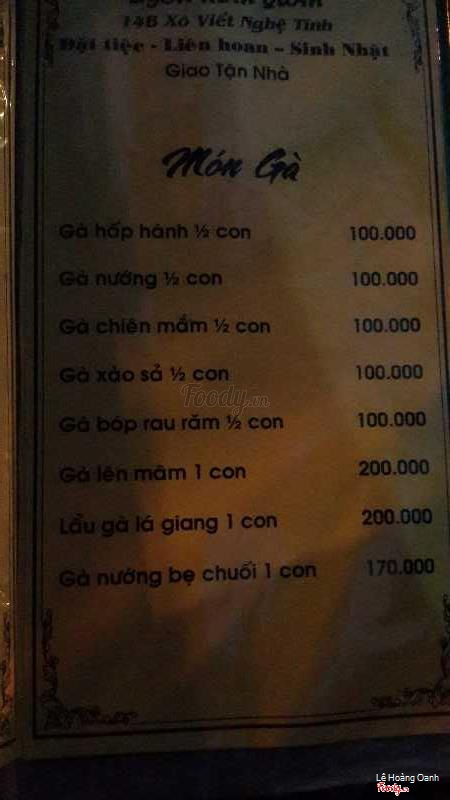 14B Xô Viết Nghệ Tĩnh
Đặt tiệc - Liên hoan - Sinh Nhật
Giao Tận Nhà
Món Gà
Gà hấp hành ½ con 100.000
Gà nướng ½ con 100.000
Gà chiên mắm ½ con 100.000
Gà xào sả ½ con 100.000
Foody.vn
Gà bóp rau răm ½ con 100.000
Gà lên mâm 1 con 200.000
Lẩu gà lá giang 1 con 200.000
Gà nướng bẹ chuối 1 con 170.000
Lê Hoàng Oanh
Foody.vn